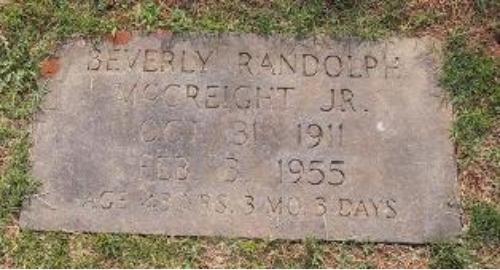 BEVERLY RANDOLPH
MCCREIGHT JR.
OCT 31 1911
FEB 3 1955
AGE 43 YRS. 3 MO 3 DAYS